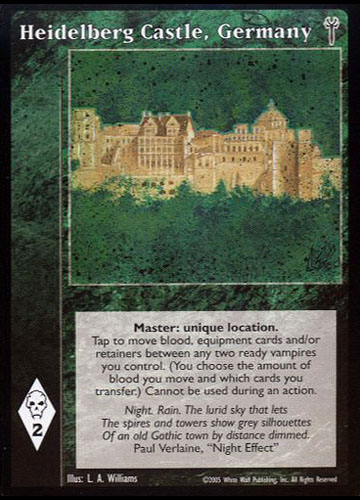 Heidelberg Castle, Germany
Master: unique location.
Tap to move blood, equipment cards and/or
retainers between any two ready vampires
you control. (You choose the amount of
blood you move and which cards you
transfer.) Cannot be used during an action.
Night. Rain. The lurid sky that lets
The spires and towers show grey silhouettes
Of an old Gothic town by distance dimmed.
Paul Verlaine, “Night Effect”
2
Illus: L. A. Williams
©2005 White Wolf Publishing, Inc. All Rights Reserved